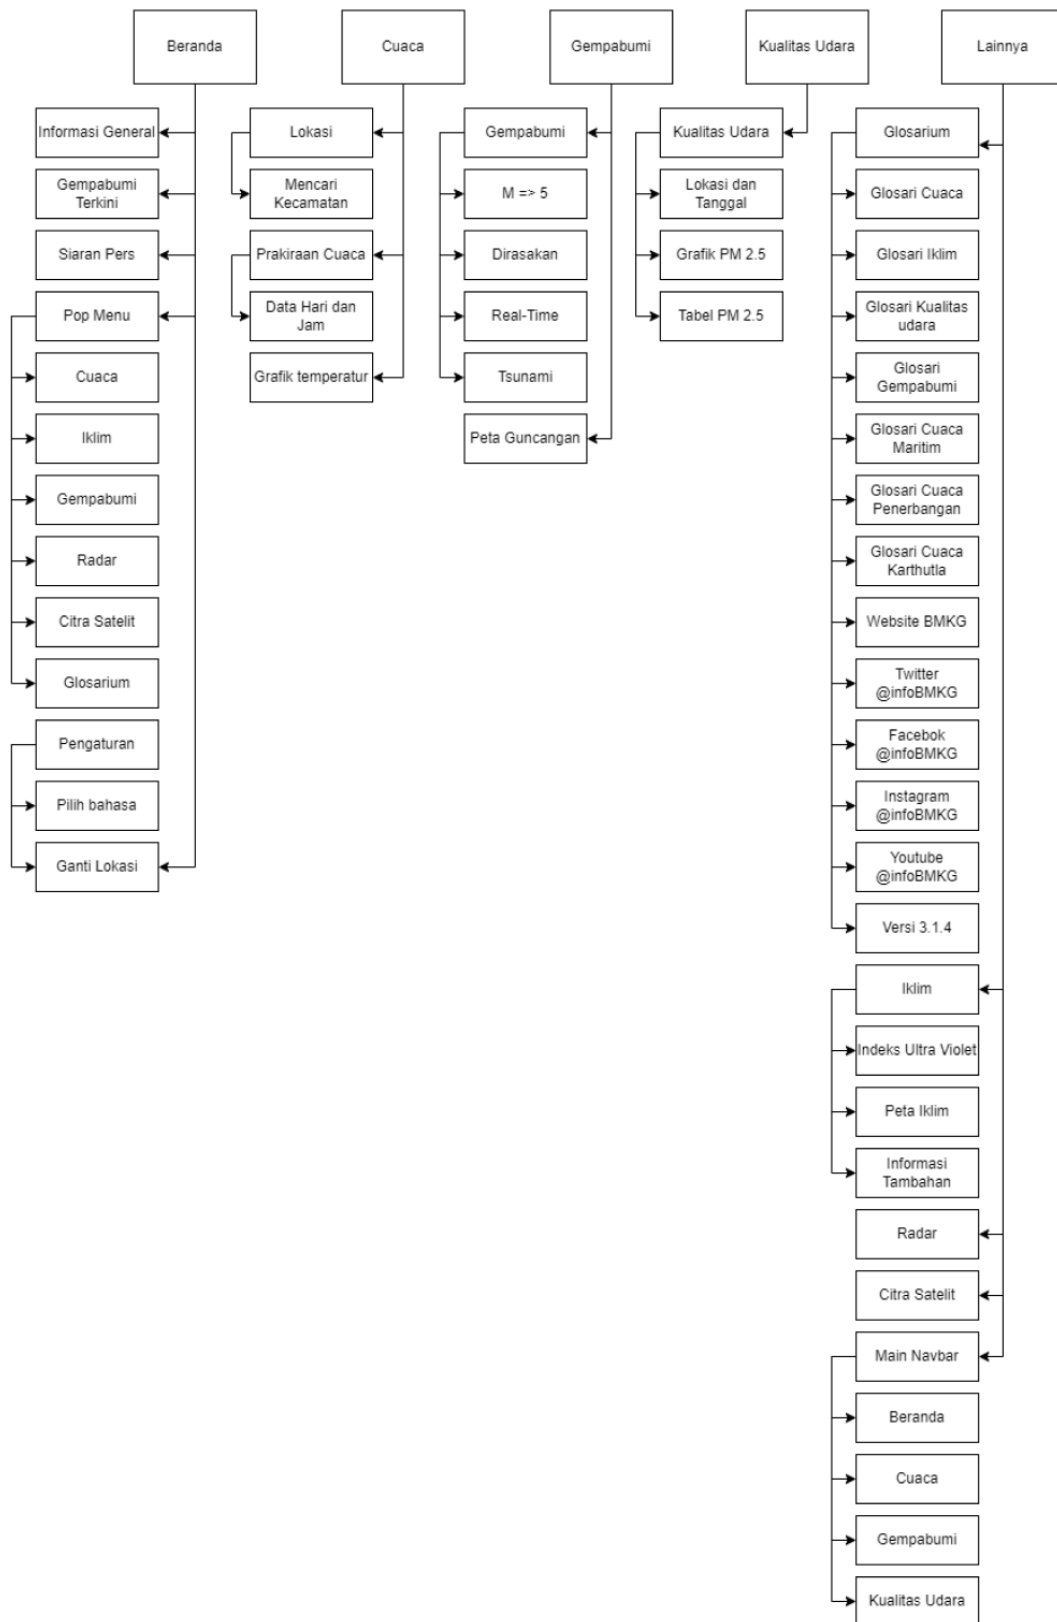 Beranda
Cuaca
Gempabumi
Kualitas Udara
Lainnya
Informasi General
Gempabumi
Terkini
Siaran Pers
Pop Menu
Cuaca
Iklim
Gempabumi
Radar
Citra Satelit
Glosarium
Pengaturan
Pilih bahasa
Ganti Lokasi
Lokasi
Mencari
Kecamatan
Prakiraan Cuaca
Data Hari dan
Jam
Grafik temperatur
Gempabumi
M => 5
Dirasakan
Real-Time
Tsunami
Peta Guncangan
Kualitas Udara
Lokasi dan
Tanggal
Grafik PM 2.5
Tabel PM 2.5
Glosarium
Glosari Cuaca
Glosari Iklim
Glosari Kualitas
udara
Glosari
Gempabumi
Glosari Cuaca
Maritim
Glosari Cuaca
Penerbangan
Glosari Cuaca
Karthutla
Website BMKG
Twitter
@infoBMKG
Facebok
@infoBMKG
Instagram
@infoBMKG
Youtube
@infoBMKG
Versi 3.1.4
Iklim
Indeks Ultra Violet
Peta Iklim
Informasi
Tambahan
Radar
Citra Satelit
Main Navbar
Beranda
Cuaca
Gempabumi
Kualitas Udara